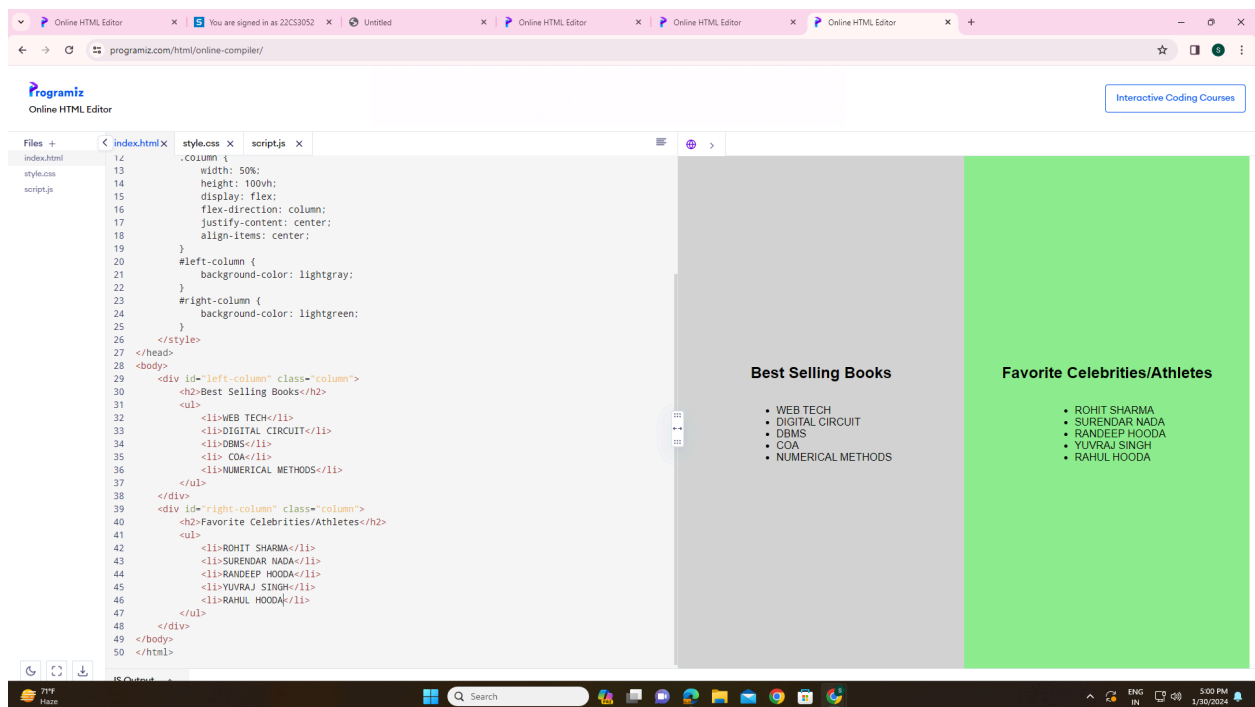 Online HTML Editor
You are signed in as 22CS3052
Untitled
Online HTML Editor
Online HTML Editor
Online HTML Editor
programiz.com/html/online-compiler/
S
Programiz
Online HTML Editor
Interactive Coding Courses
Files +
index.html
style.css
script.js
index.html x
style.css x
script.js x
12 .column {
13 width: 50%;
14 height: 100vh;
15 display: flex;
16 flex-direction: column;
17 justify-content: center;
18 align-items: center;
19 }
20 #left-column {
21 background-color: lightgray;
22 }
23 #right-column {
24 background-color: lightgreen;
25 }
26 </style>
27 </head>
28 <body>
29 <div id="left-column" class="column">
30 <h2>Best Selling Books</h2>
31 <ul>
32 <li>WEB TECH</li>
33 <li>DIGITAL CIRCUIT</li>
34 <li>DBMS</li>
35 <li> COA</li>
36 <li>NUMERICAL METHODS</li>
37 </ul>
38 </div>
39 <div id="right-column" class="column">
40 <h2>Favorite Celebrities/Athletes</h2>
41 <ul>
42 <li>ROHIT SHARMA</li>
43 <li>SURENDAR NADA</li>
44 <li>RANDEEP HOODA</li>
45 <li>YUVRAJ SINGH</li>
46 <li>RAHUL HOODA</li>
47 </ul>
48 </div>
49 </body>
50 </html>
JS Output
Best Selling Books
• WEB TECH
• DIGITAL CIRCUIT
• DBMS
• COA
• NUMERICAL METHODS
Favorite Celebrities/Athletes
• ROHIT SHARMA
• SURENDAR NADA
• RANDEEP HOODA
• YUVRAJ SINGH
• RAHUL HOODA
71°F
Haze
Search
ENG
IN
5:00 PM
1/30/2024